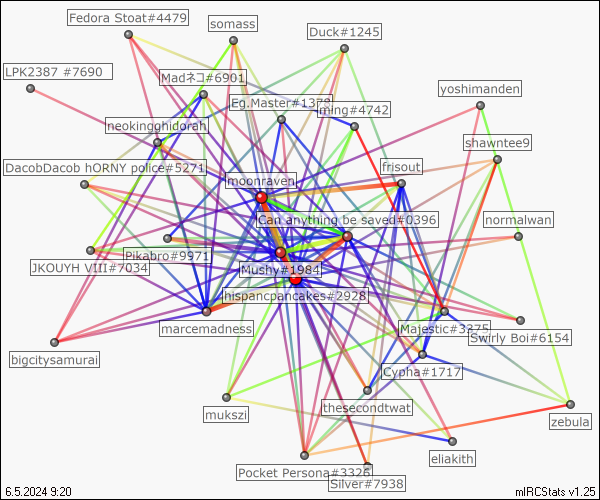 Fedora Stoat#4479
somass
Duck#1245
LPK2387 #7690
Madネコ#6901
yoshimanden
Eg.Master#1378
ming#4742
neokingghidorah
shawntee9
DacobDacob hORNY police#5271
frisout
moonraven
Can anything be saved#0396
normalwan
Pikabro#9971
JKOUYH VIII#7034
Mushy#1984
hispancpancakes#2928
marcemadness
Majestic#3275
Swirly Boi#6154
bigcitysamurai
Cypha#1717
mukszi
thesecondtwat
zebula
eliakith
Pocket Persona#3326
Silver#7938
6.5.2024 9:20
mIRCStats v1.25